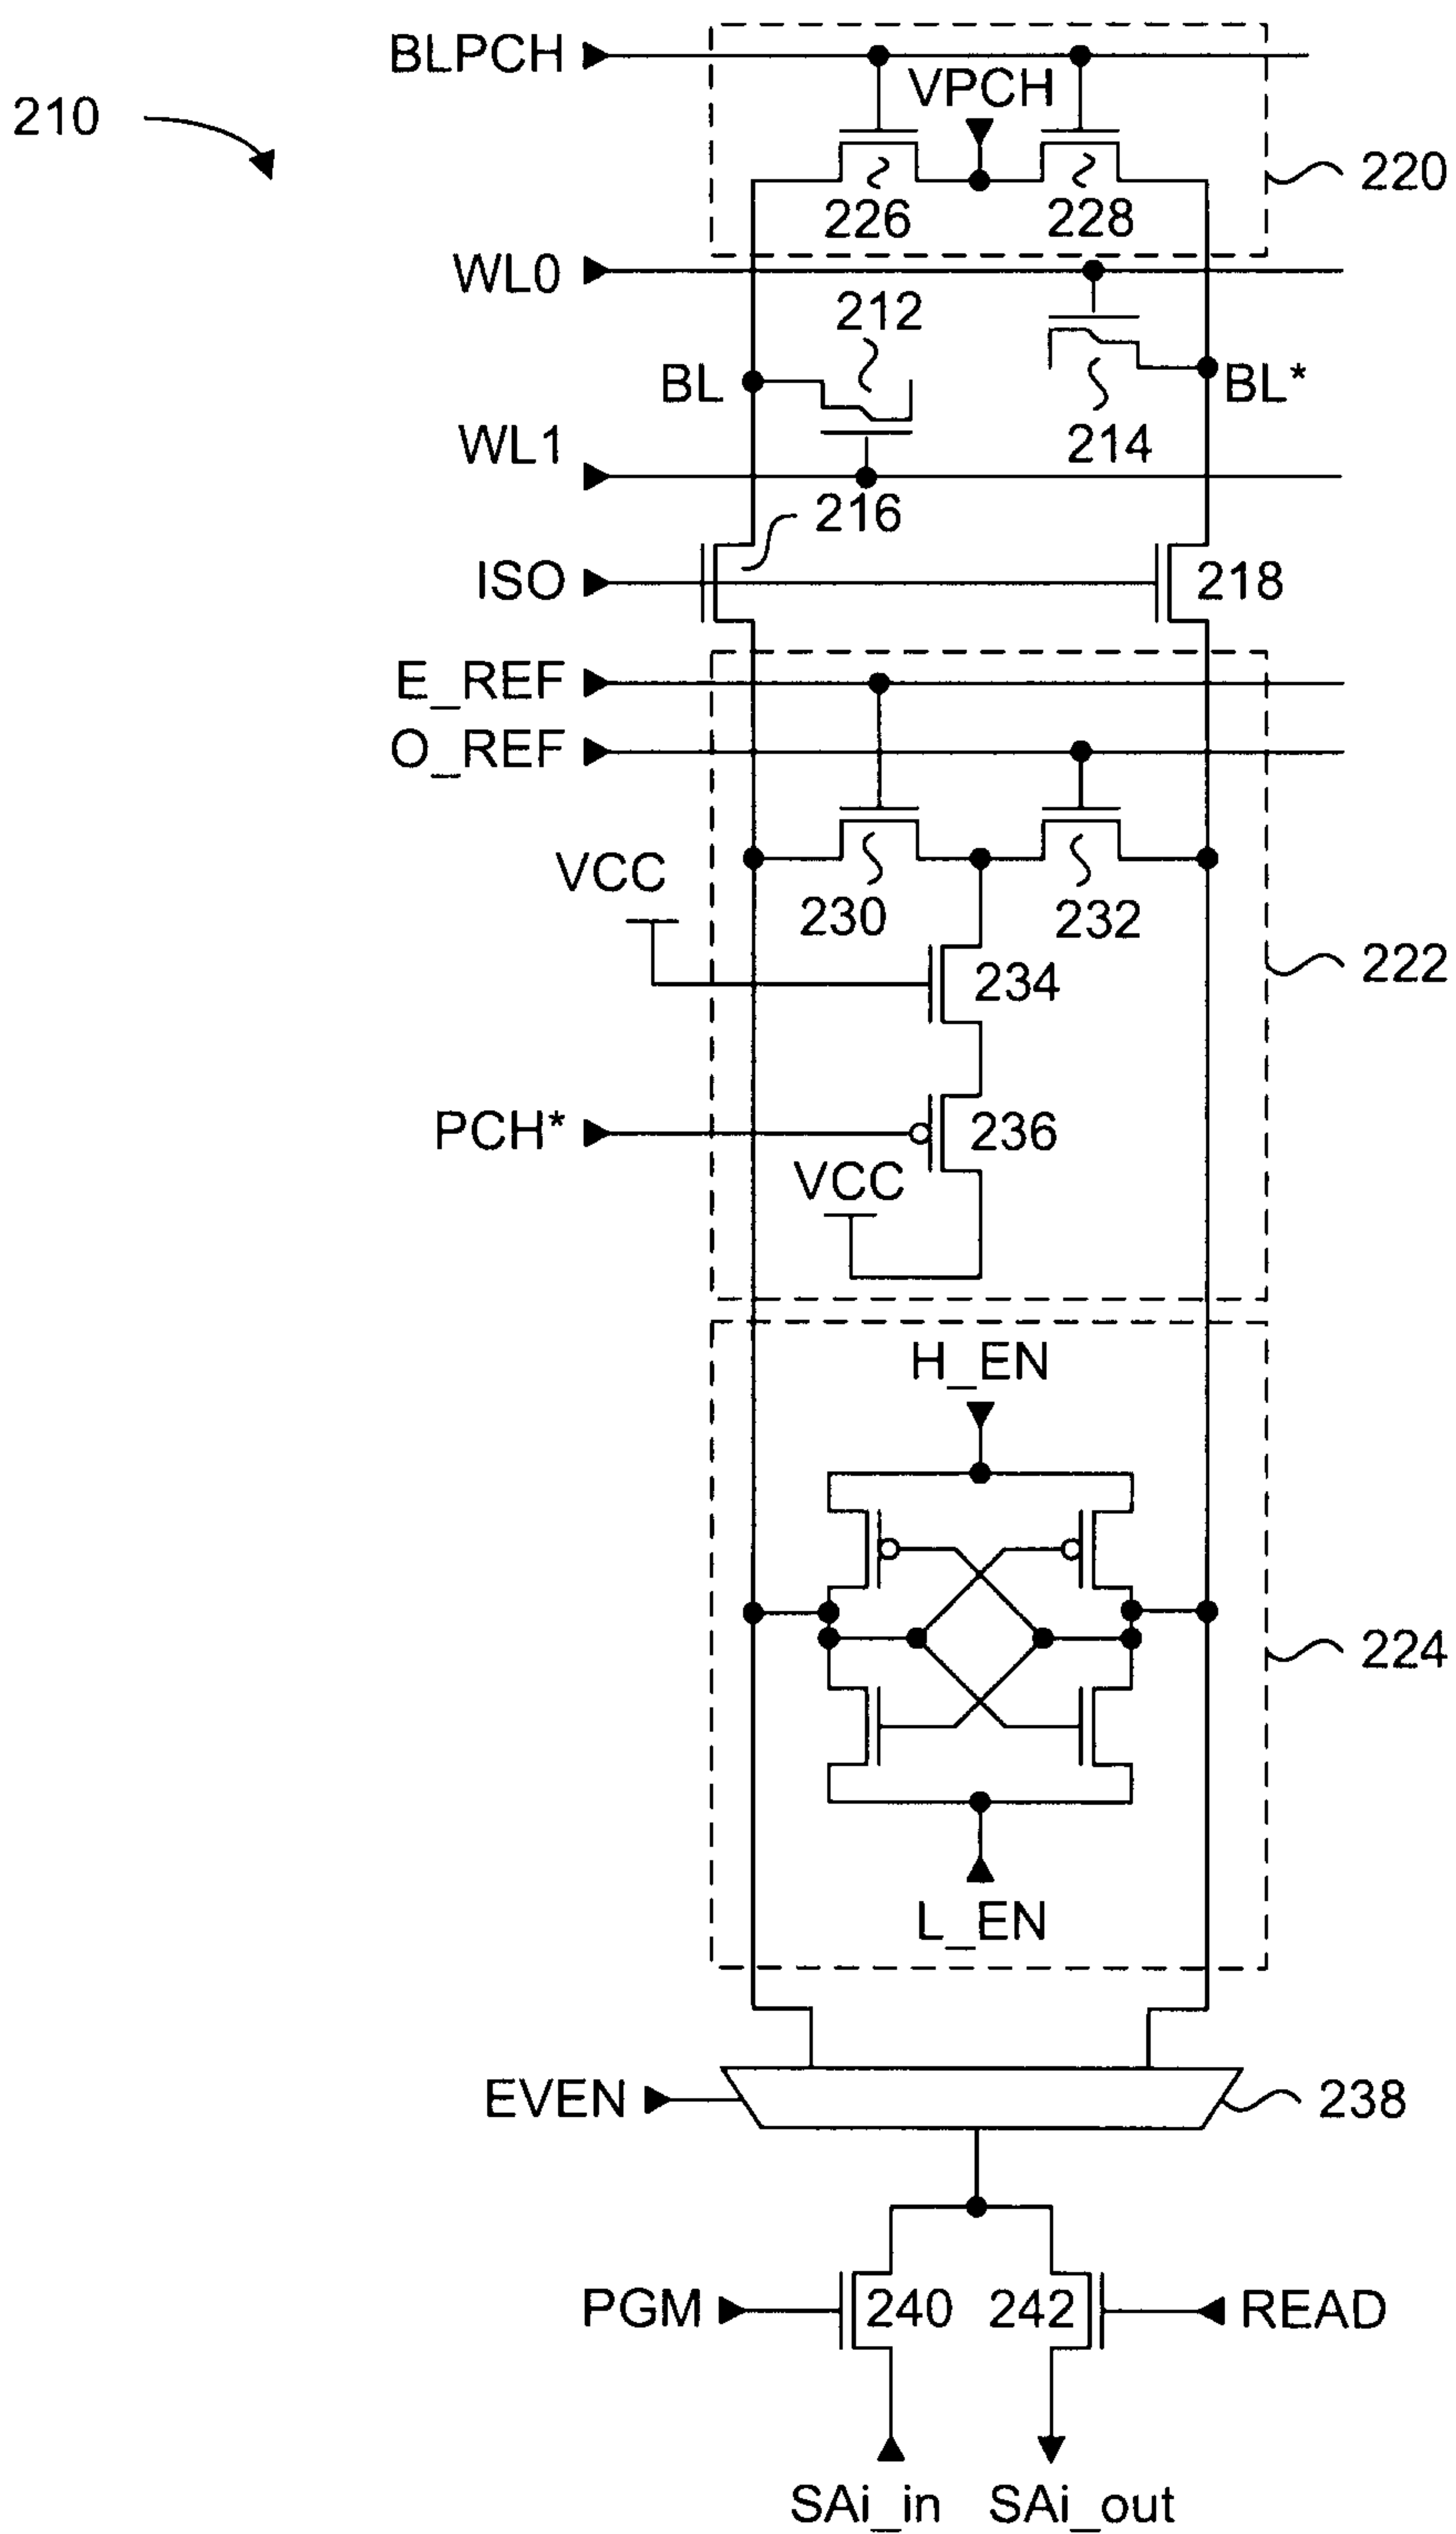 BLPCH
VPCH
210
220
226
228
WL0
212
BL
BL*
214
WL1
216
ISO
218
E_REF
O_REF
VCC
230
232
222
234
PCH*
236
VCC
H_EN
224
L_EN
EVEN
238
PGM
240
242
READ
SAi_in
SAi_out